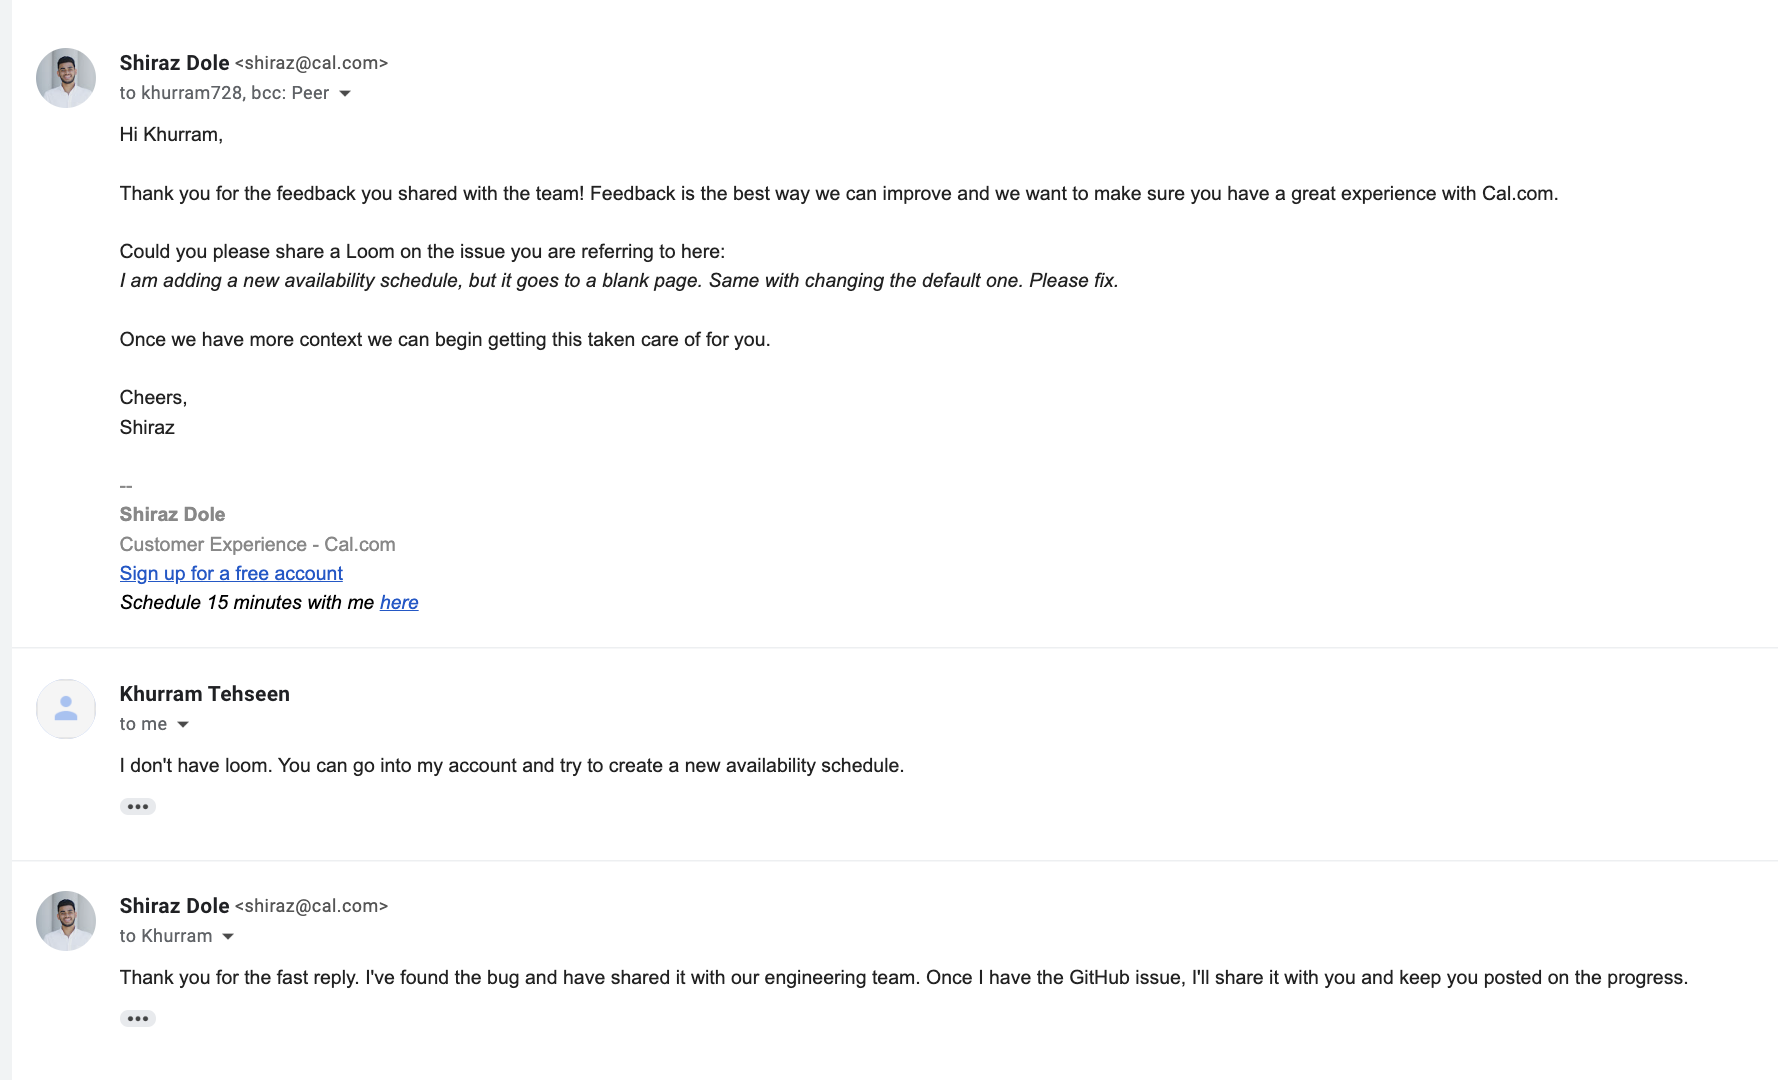 Shiraz Dole <shiraz@cal.com>
to khurram728, bcc: Peer
Hi Khurram,
Thank you for the feedback you shared with the team! Feedback is the best way we can improve and we want to make sure you have a great experience with Cal.com.
Could you please share a Loom on the issue you are referring to here:
I am adding a new availability schedule, but it goes to a blank page. Same with changing the default one. Please fix.
Once we have more context we can begin getting this taken care of for you.
Cheers,
Shiraz
--
Shiraz Dole
Customer Experience - Cal.com
Sign up for a free account
Schedule 15 minutes with me here
Khurram Tehseen
to me
I don't have loom. You can go into my account and try to create a new availability schedule.
Shiraz Dole <shiraz@cal.com>
to Khurram
Thank you for the fast reply. I've found the bug and have shared it with our engineering team. Once I have the GitHub issue, I'll share it with you and keep you posted on the progress.